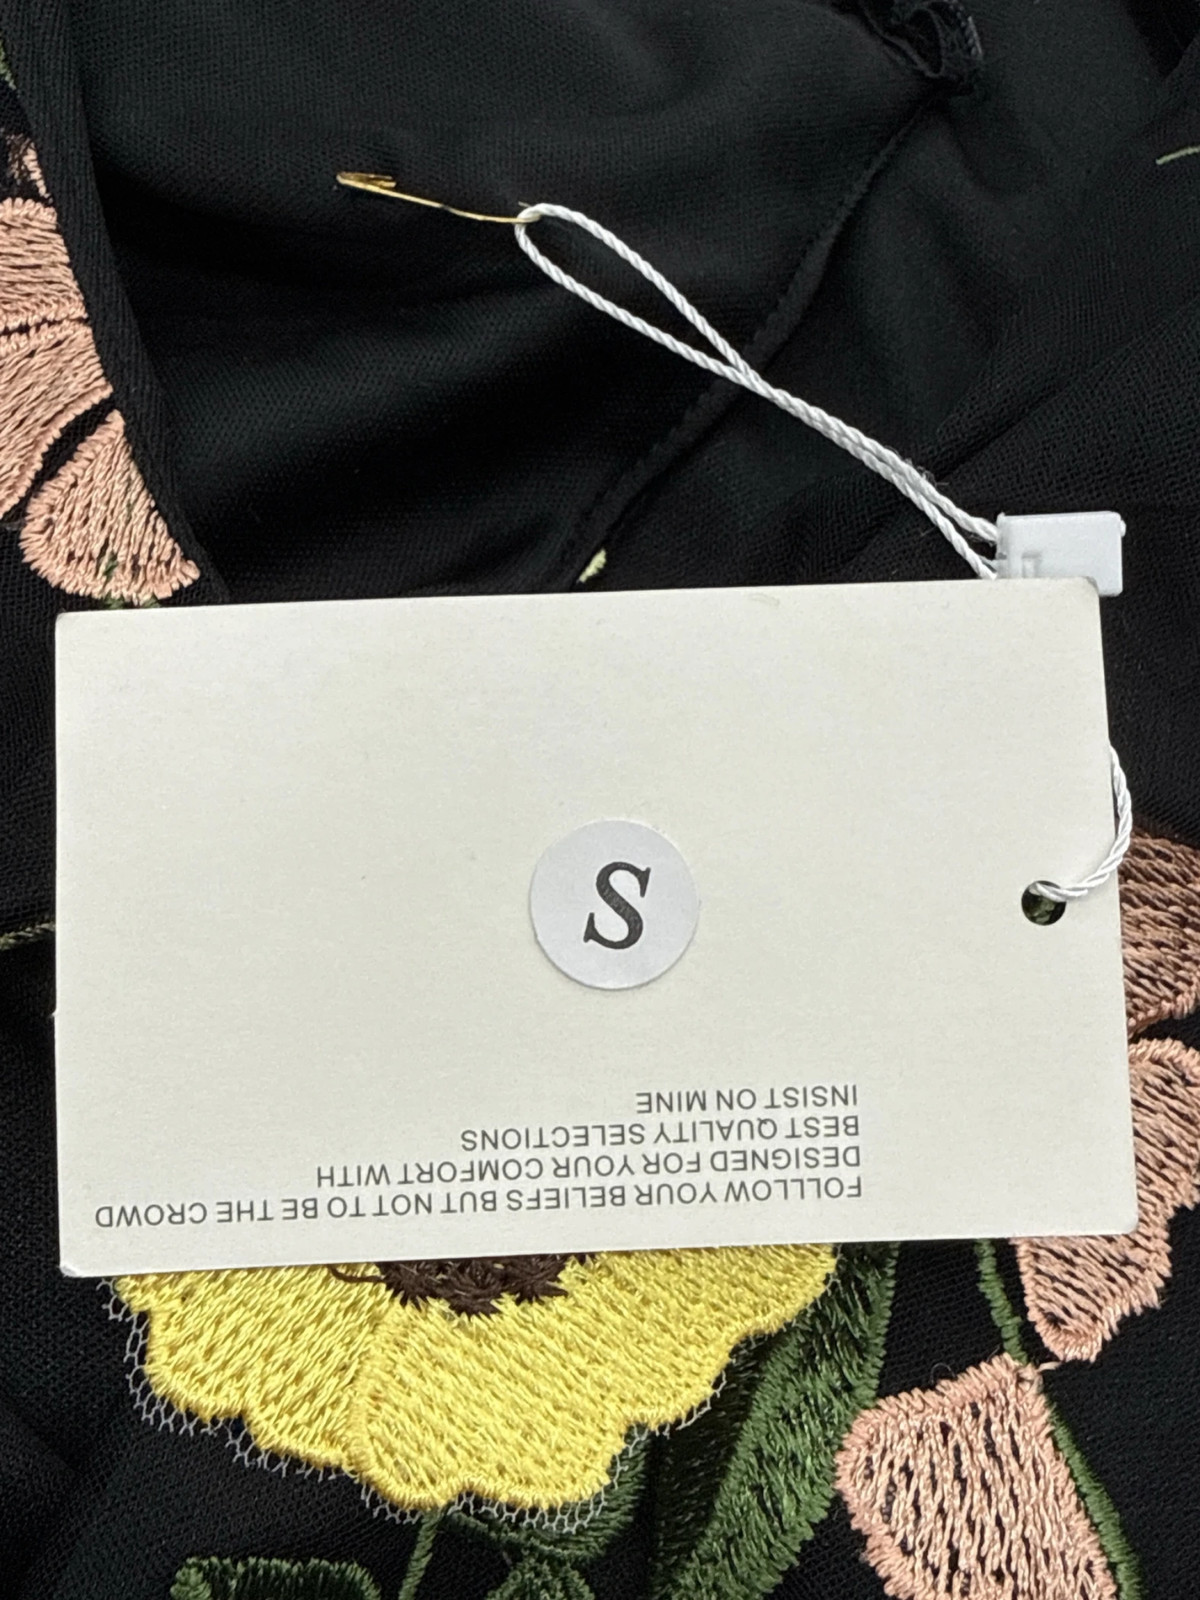 S
FOLLLOW YOUR BELIEFS BUT NOT TO BE THE CROWD
DESIGNED FOR YOUR COMFORT WITH
BEST QUALITY SELECTIONS
INSIST ON MINE